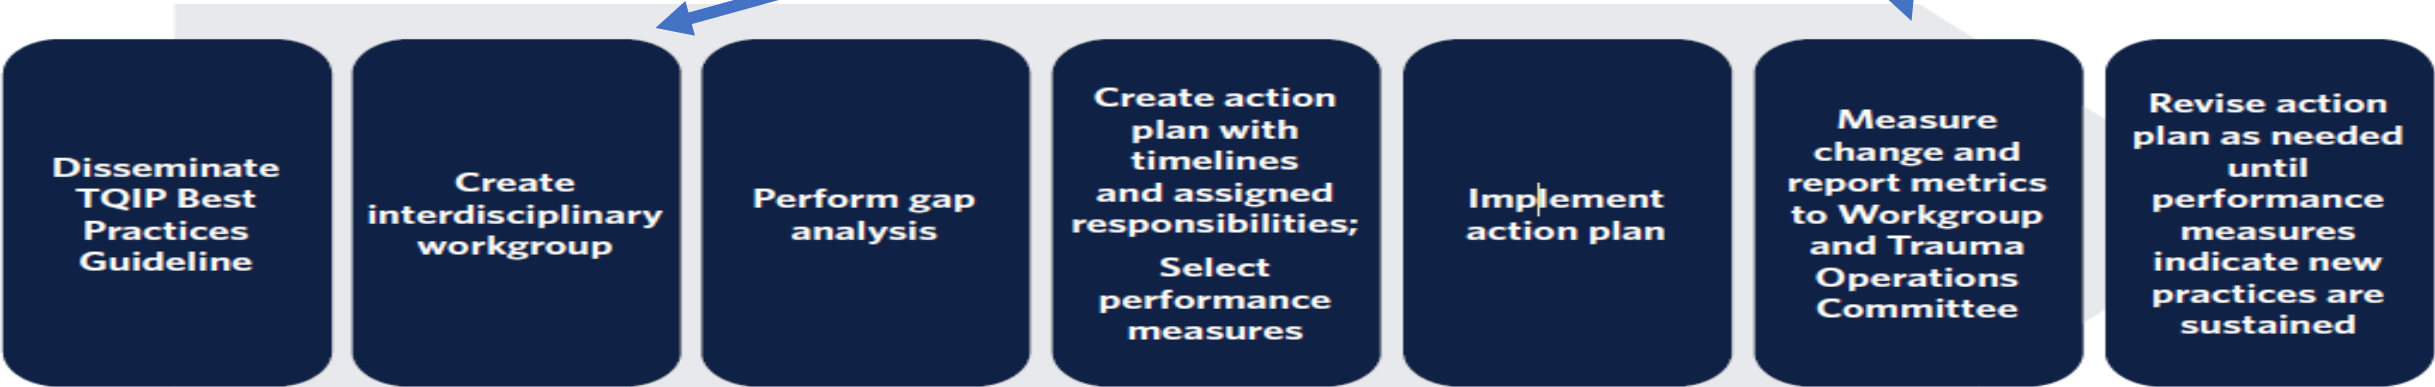 Disseminate
TQIP Best
Practices
Guideline
Create
interdisciplinary
workgroup
Perform gap
analysis
Create action
plan with
timelines
and assigned
responsibilities;
Select
performance
measures
Implement
action plan
Measure
change and
report metrics
to Workgroup
and Trauma
Operations
Committee
Revise action
plan as needed
until
performance
measures
indicate new
practices are
sustained